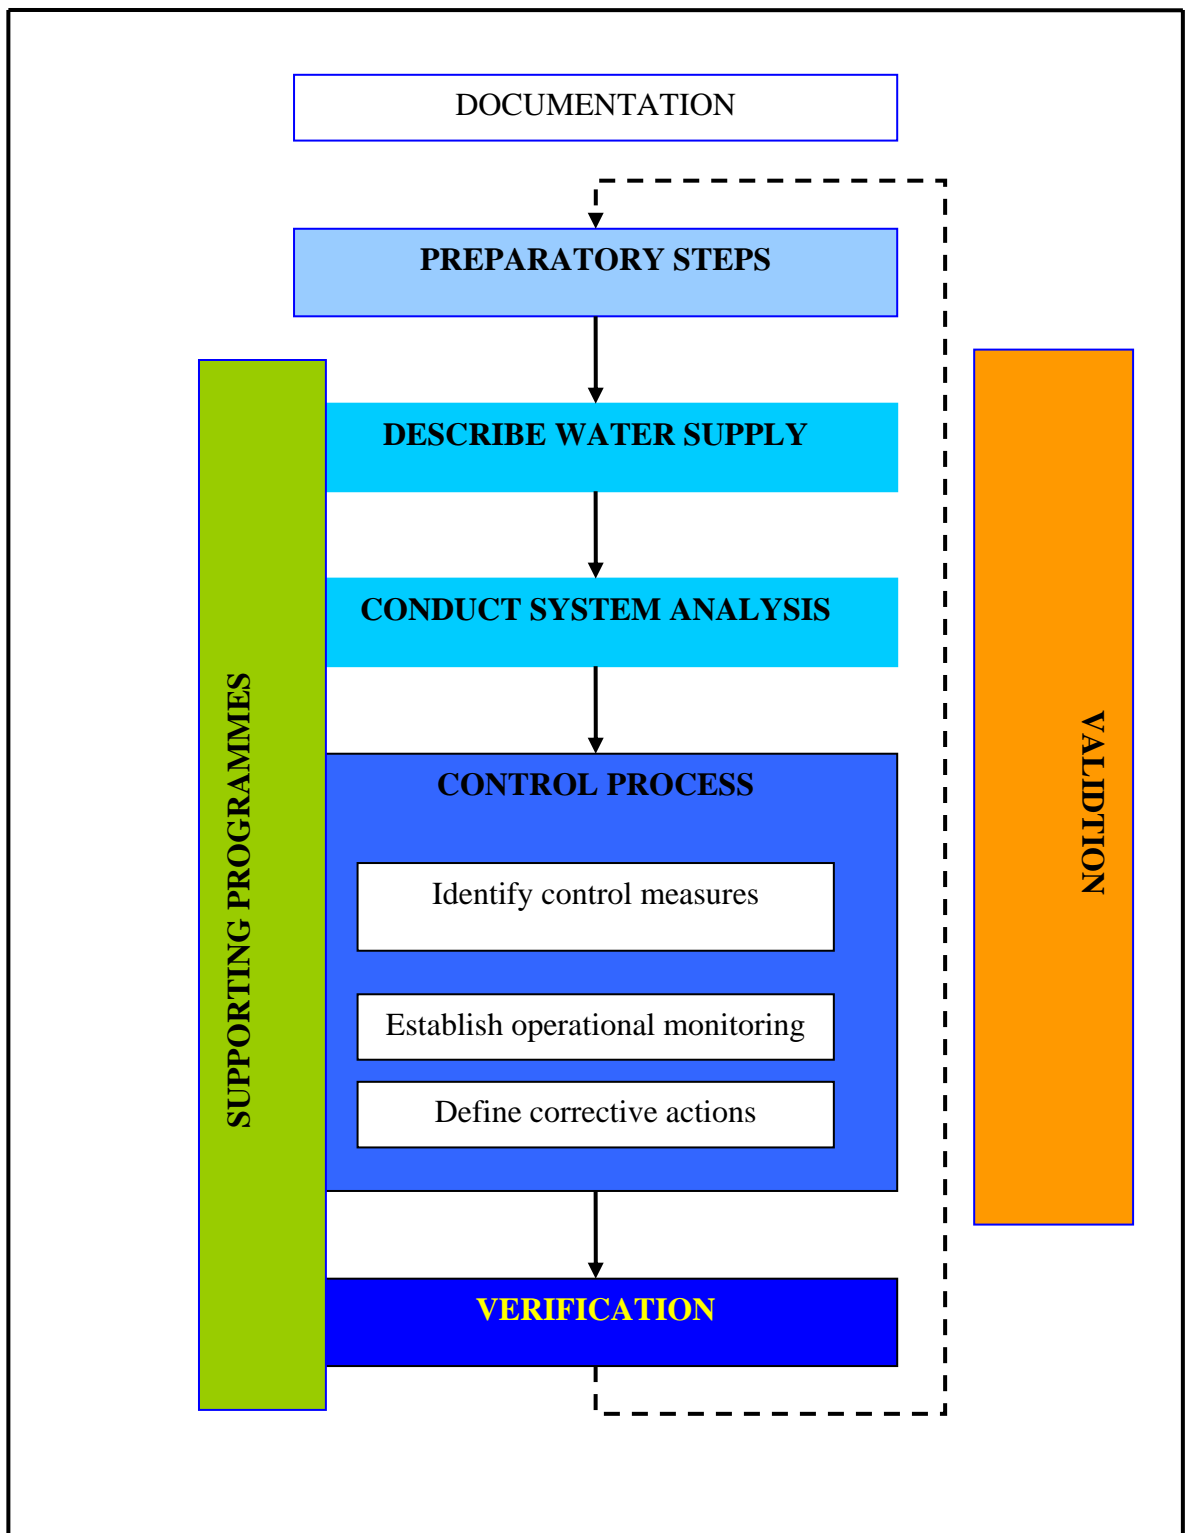 DOCUMENTATION
PREPARATORY STEPS
DESCRIBE WATER SUPPLY
CONDUCT SYSTEM ANALYSIS
CONTROL PROCESS
Identify control measures
Establish operational monitoring
Define corrective actions
VERIFICATION
SUPPORTING PROGRAMMES
VALIDTION